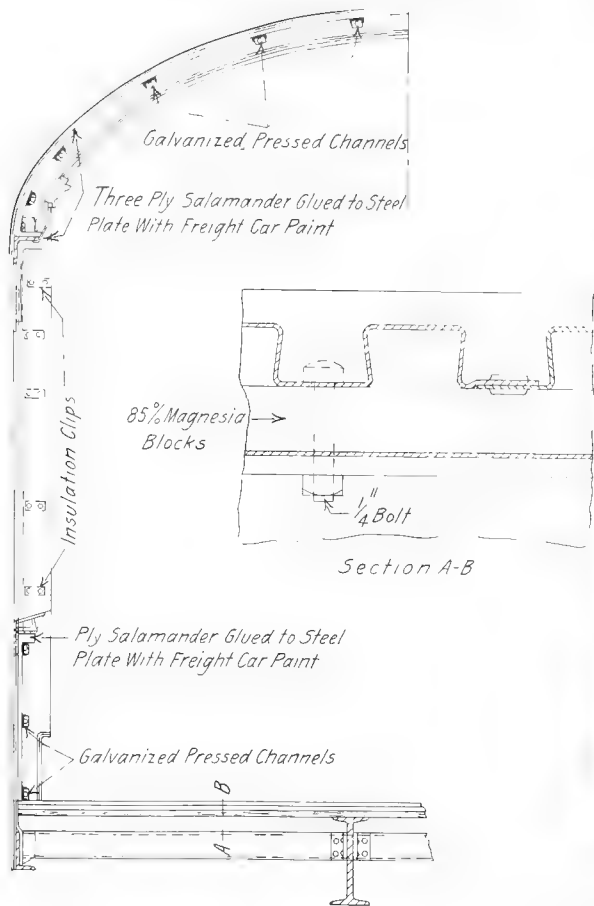 Galvanized Pressed Channels
Three Ply Salamander Glued to Steel
Plate With Freight Car Paint
Insulation Clips
85% Magnesia
Blocks
1/4" Bolt
Section A-B
Ply Salamander Glued to Steel
Plate With Freight Car Paint
Galvanized Pressed Channels
B
A